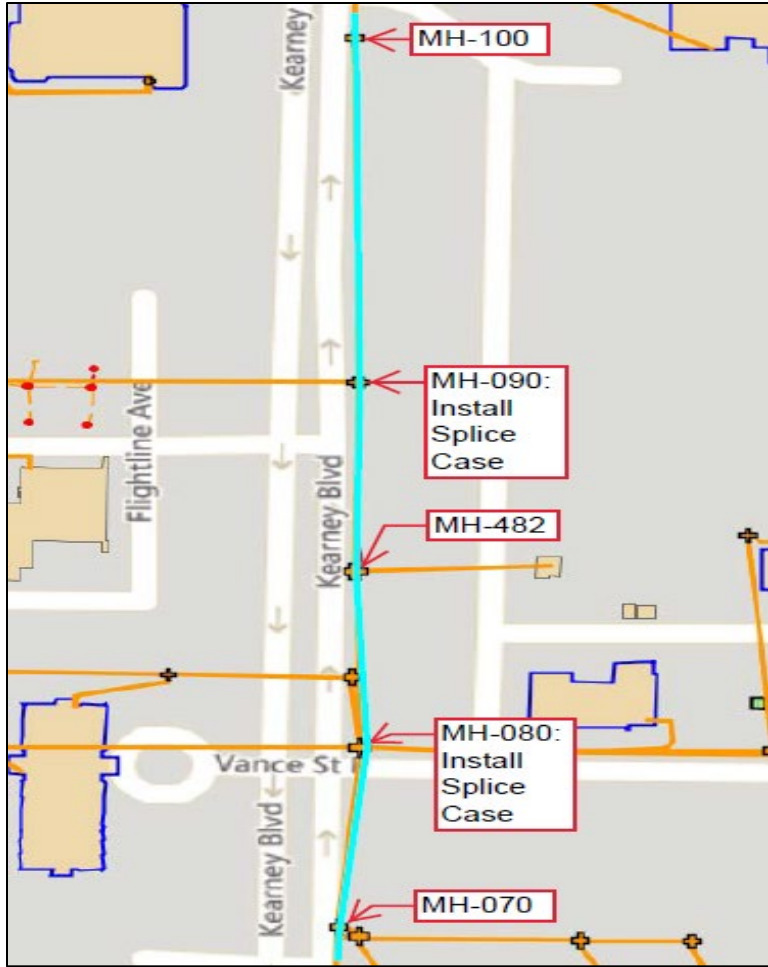 Kearney
MH-100
MH-090:
Install
Splice
Case
Flightline Ave
Kearney Blvd
MH-482
MH-080:
Install
Splice
Case
Vance St
Kearney Blvd
MH-070